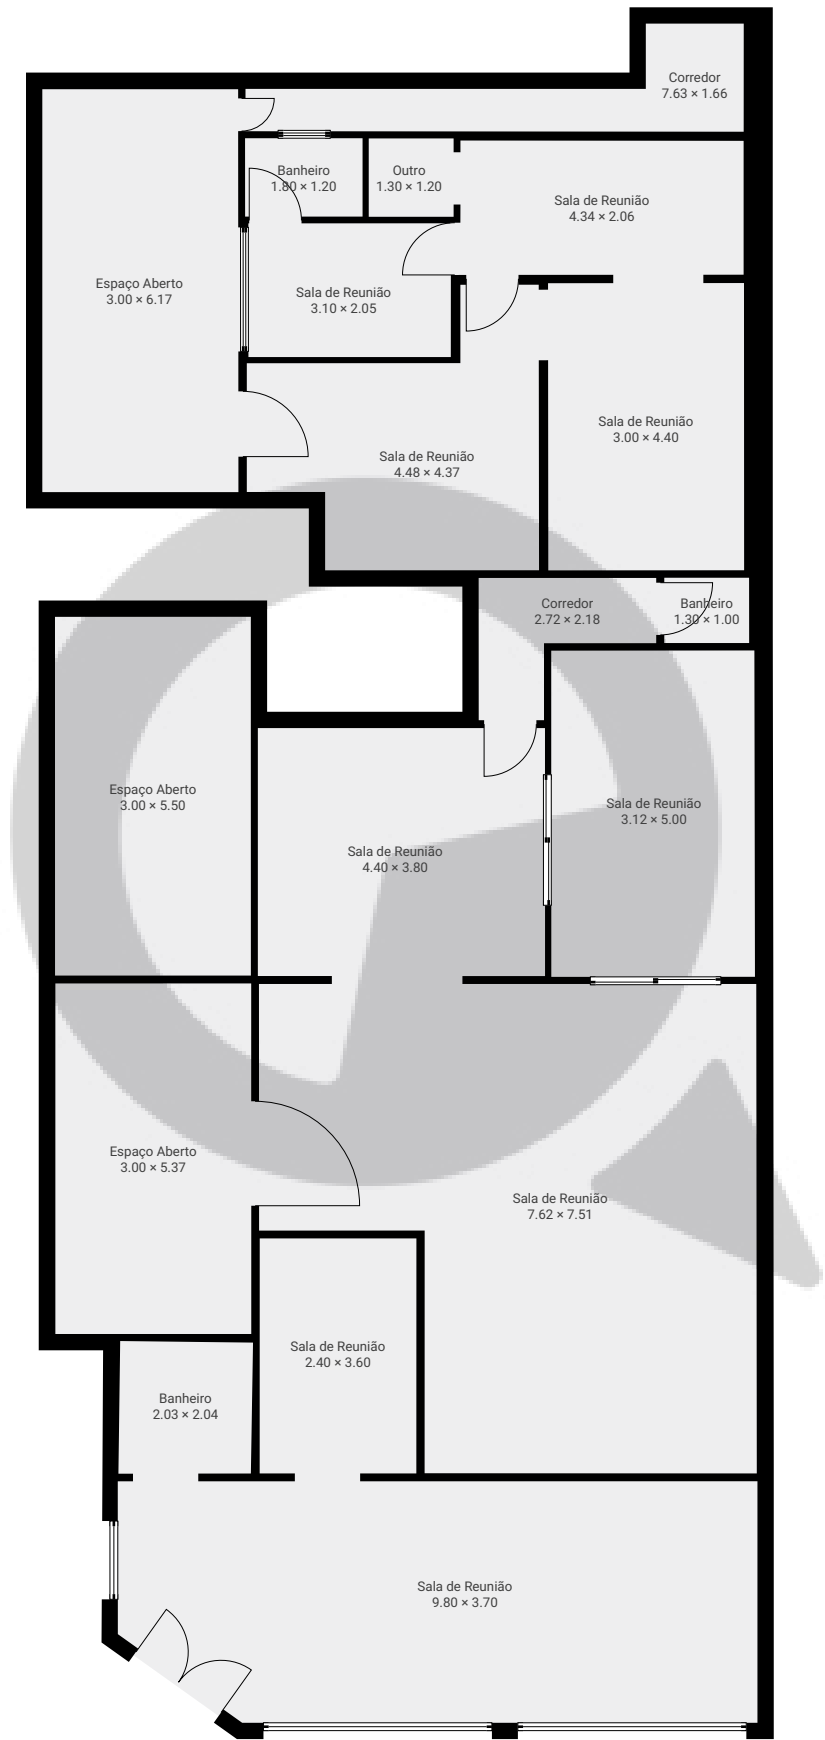 Corredor
7.63 × 1.66
Banheiro
1.80 × 1.20
Outro
1.30 × 1.20
Sala de Reunião
4.34 × 2.06
Espaço Aberto
3.00 × 6.17
Sala de Reunião
3.10 × 2.05
Sala de Reunião
3.00 × 4.40
Sala de Reunião
4.48 × 4.37
Corredor
2.72 × 2.18
Banheiro
1.30 × 1.00
Espaço Aberto
3.00 × 5.50
Sala de Reunião
3.12 × 5.00
Sala de Reunião
4.40 × 3.80
Espaço Aberto
3.00 × 5.37
Sala de Reunião
7.62 × 7.51
Sala de Reunião
2.40 × 3.60
Banheiro
2.03 × 2.04
Sala de Reunião
9.80 × 3.70